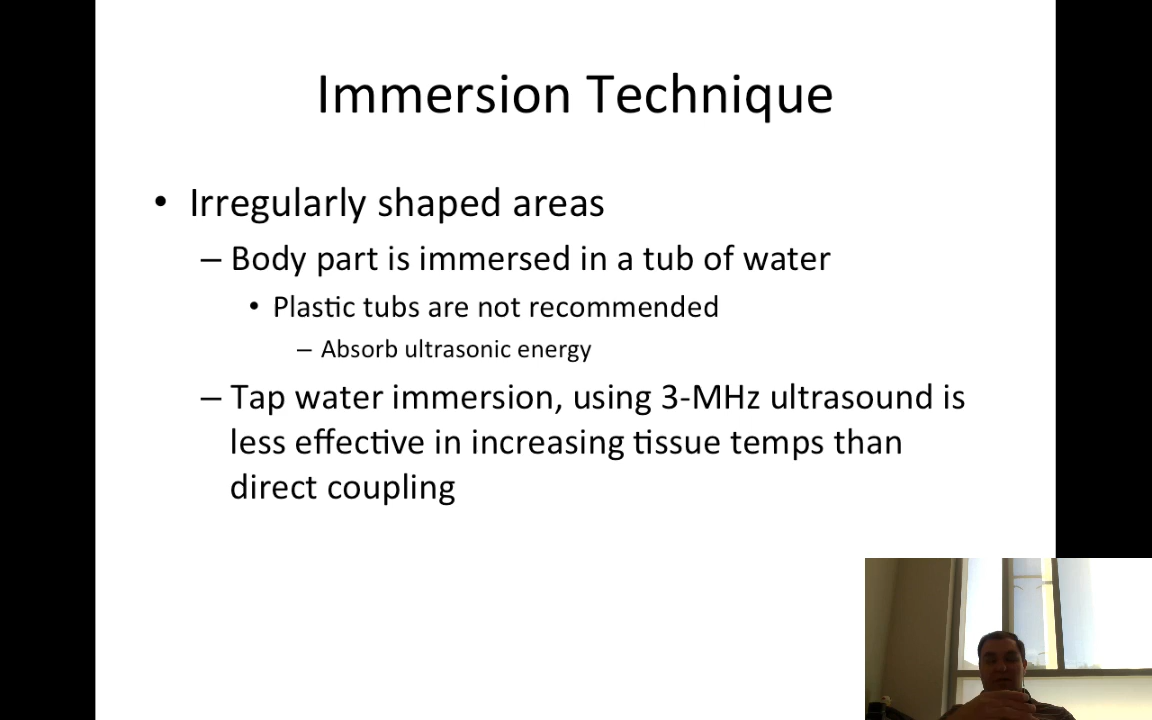 Immersion Technique
• Irregularly shaped areas
– Body part is immersed in a tub of water
• Plastic tubs are not recommended
– Absorb ultrasonic energy
– Tap water immersion, using 3-MHz ultrasound is
less effective in increasing tissue temps than
direct coupling